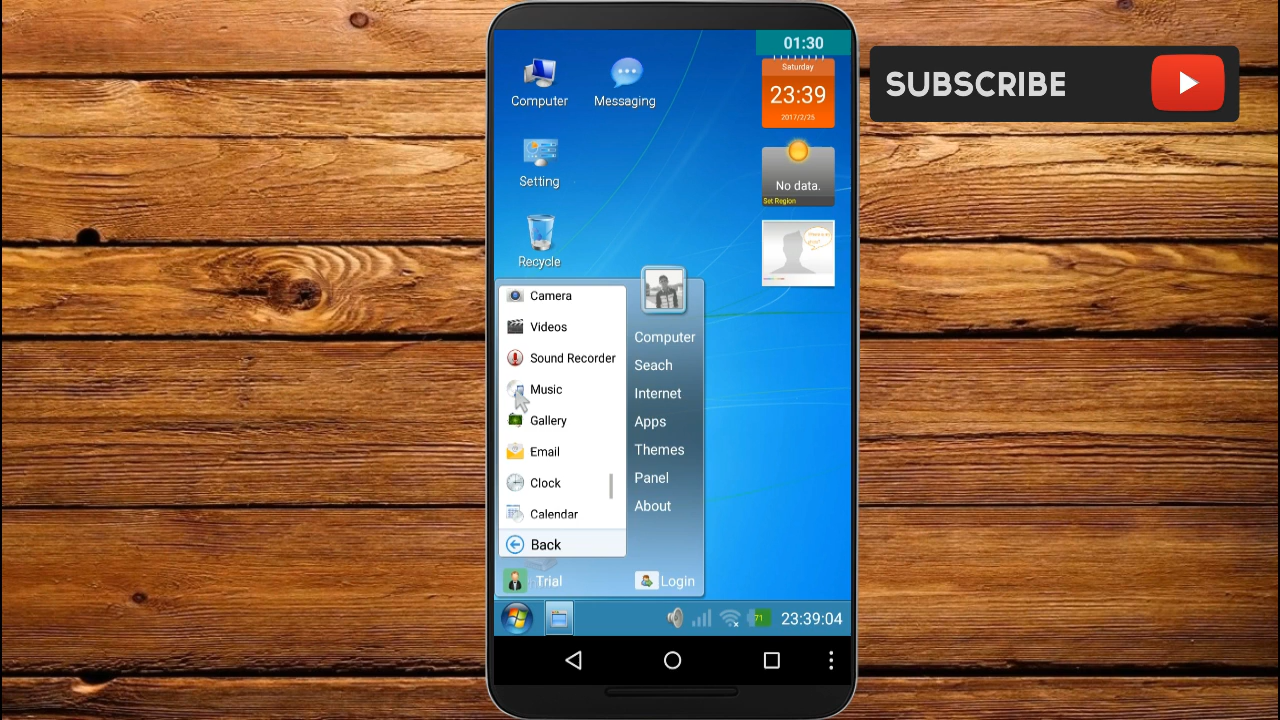 01:30
SUBSCRIBE
Computer
Messaging
Saturday
23:39
2017/2/25
Setting
No data.
Set Region
Recycle
Camera
Videos
Sound Recorder
Music
Gallery
Email
Clock
Calendar
Back
Computer
Seach
Internet
Apps
Themes
Panel
About
Trial
Login
71
23:39:04